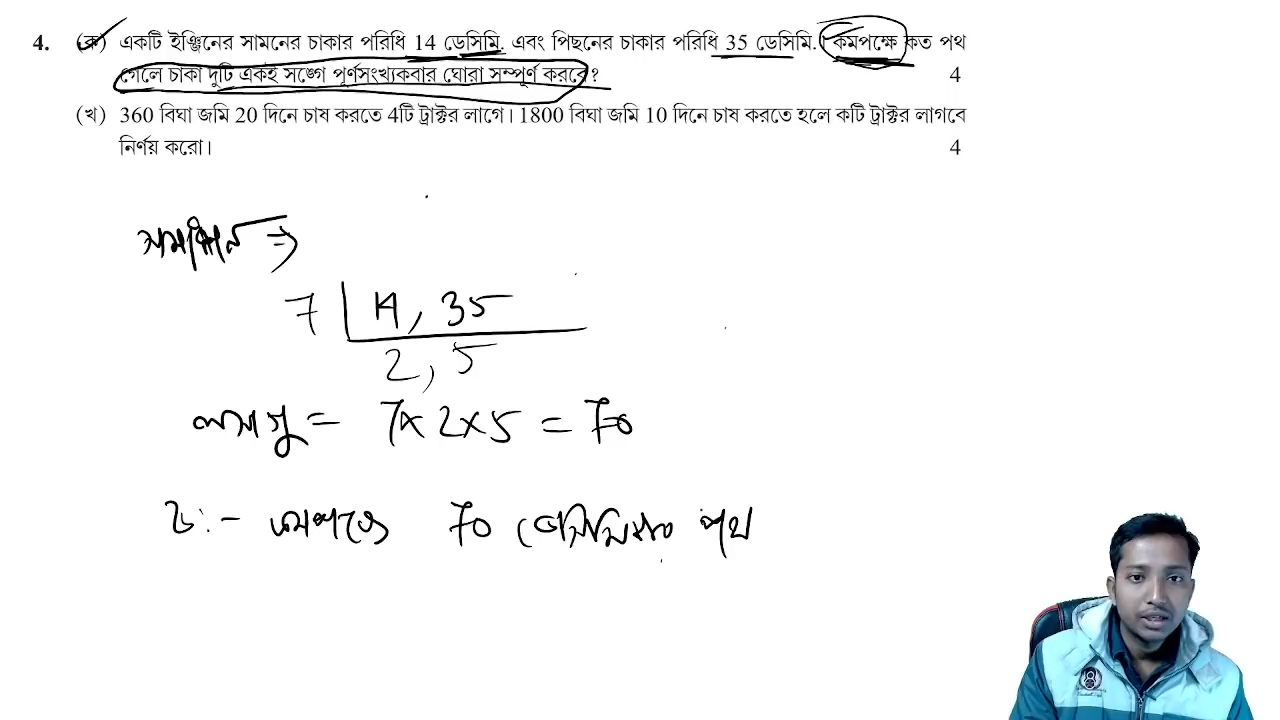 4. (ক) একটি ইঞ্জিনের সামনের চাকার পরিধি 14 ডেসিমি. এবং পিছনের চাকার পরিধি 35 ডেসিমি.। কমপক্ষে কত পথ
গেলে চাকা দুটি একই সঙ্গে পূর্ণসংখ্যকবার ঘোরা সম্পূর্ণ করবে? 4
(খ) 360 বিঘা জমি 20 দিনে চাষ করতে 4টি ট্রাক্টর লাগে। 1800 বিঘা জমি 10 দিনে চাষ করতে হলে কটি ট্রাক্টর লাগবে
নির্ণয় করো। 4
সমাধান ⇒
7 | 14, 35
2, 5
লসাগু = 7×2×5 = 70
উঃ- কমপক্ষে 70 ডেসিমিটার পথ